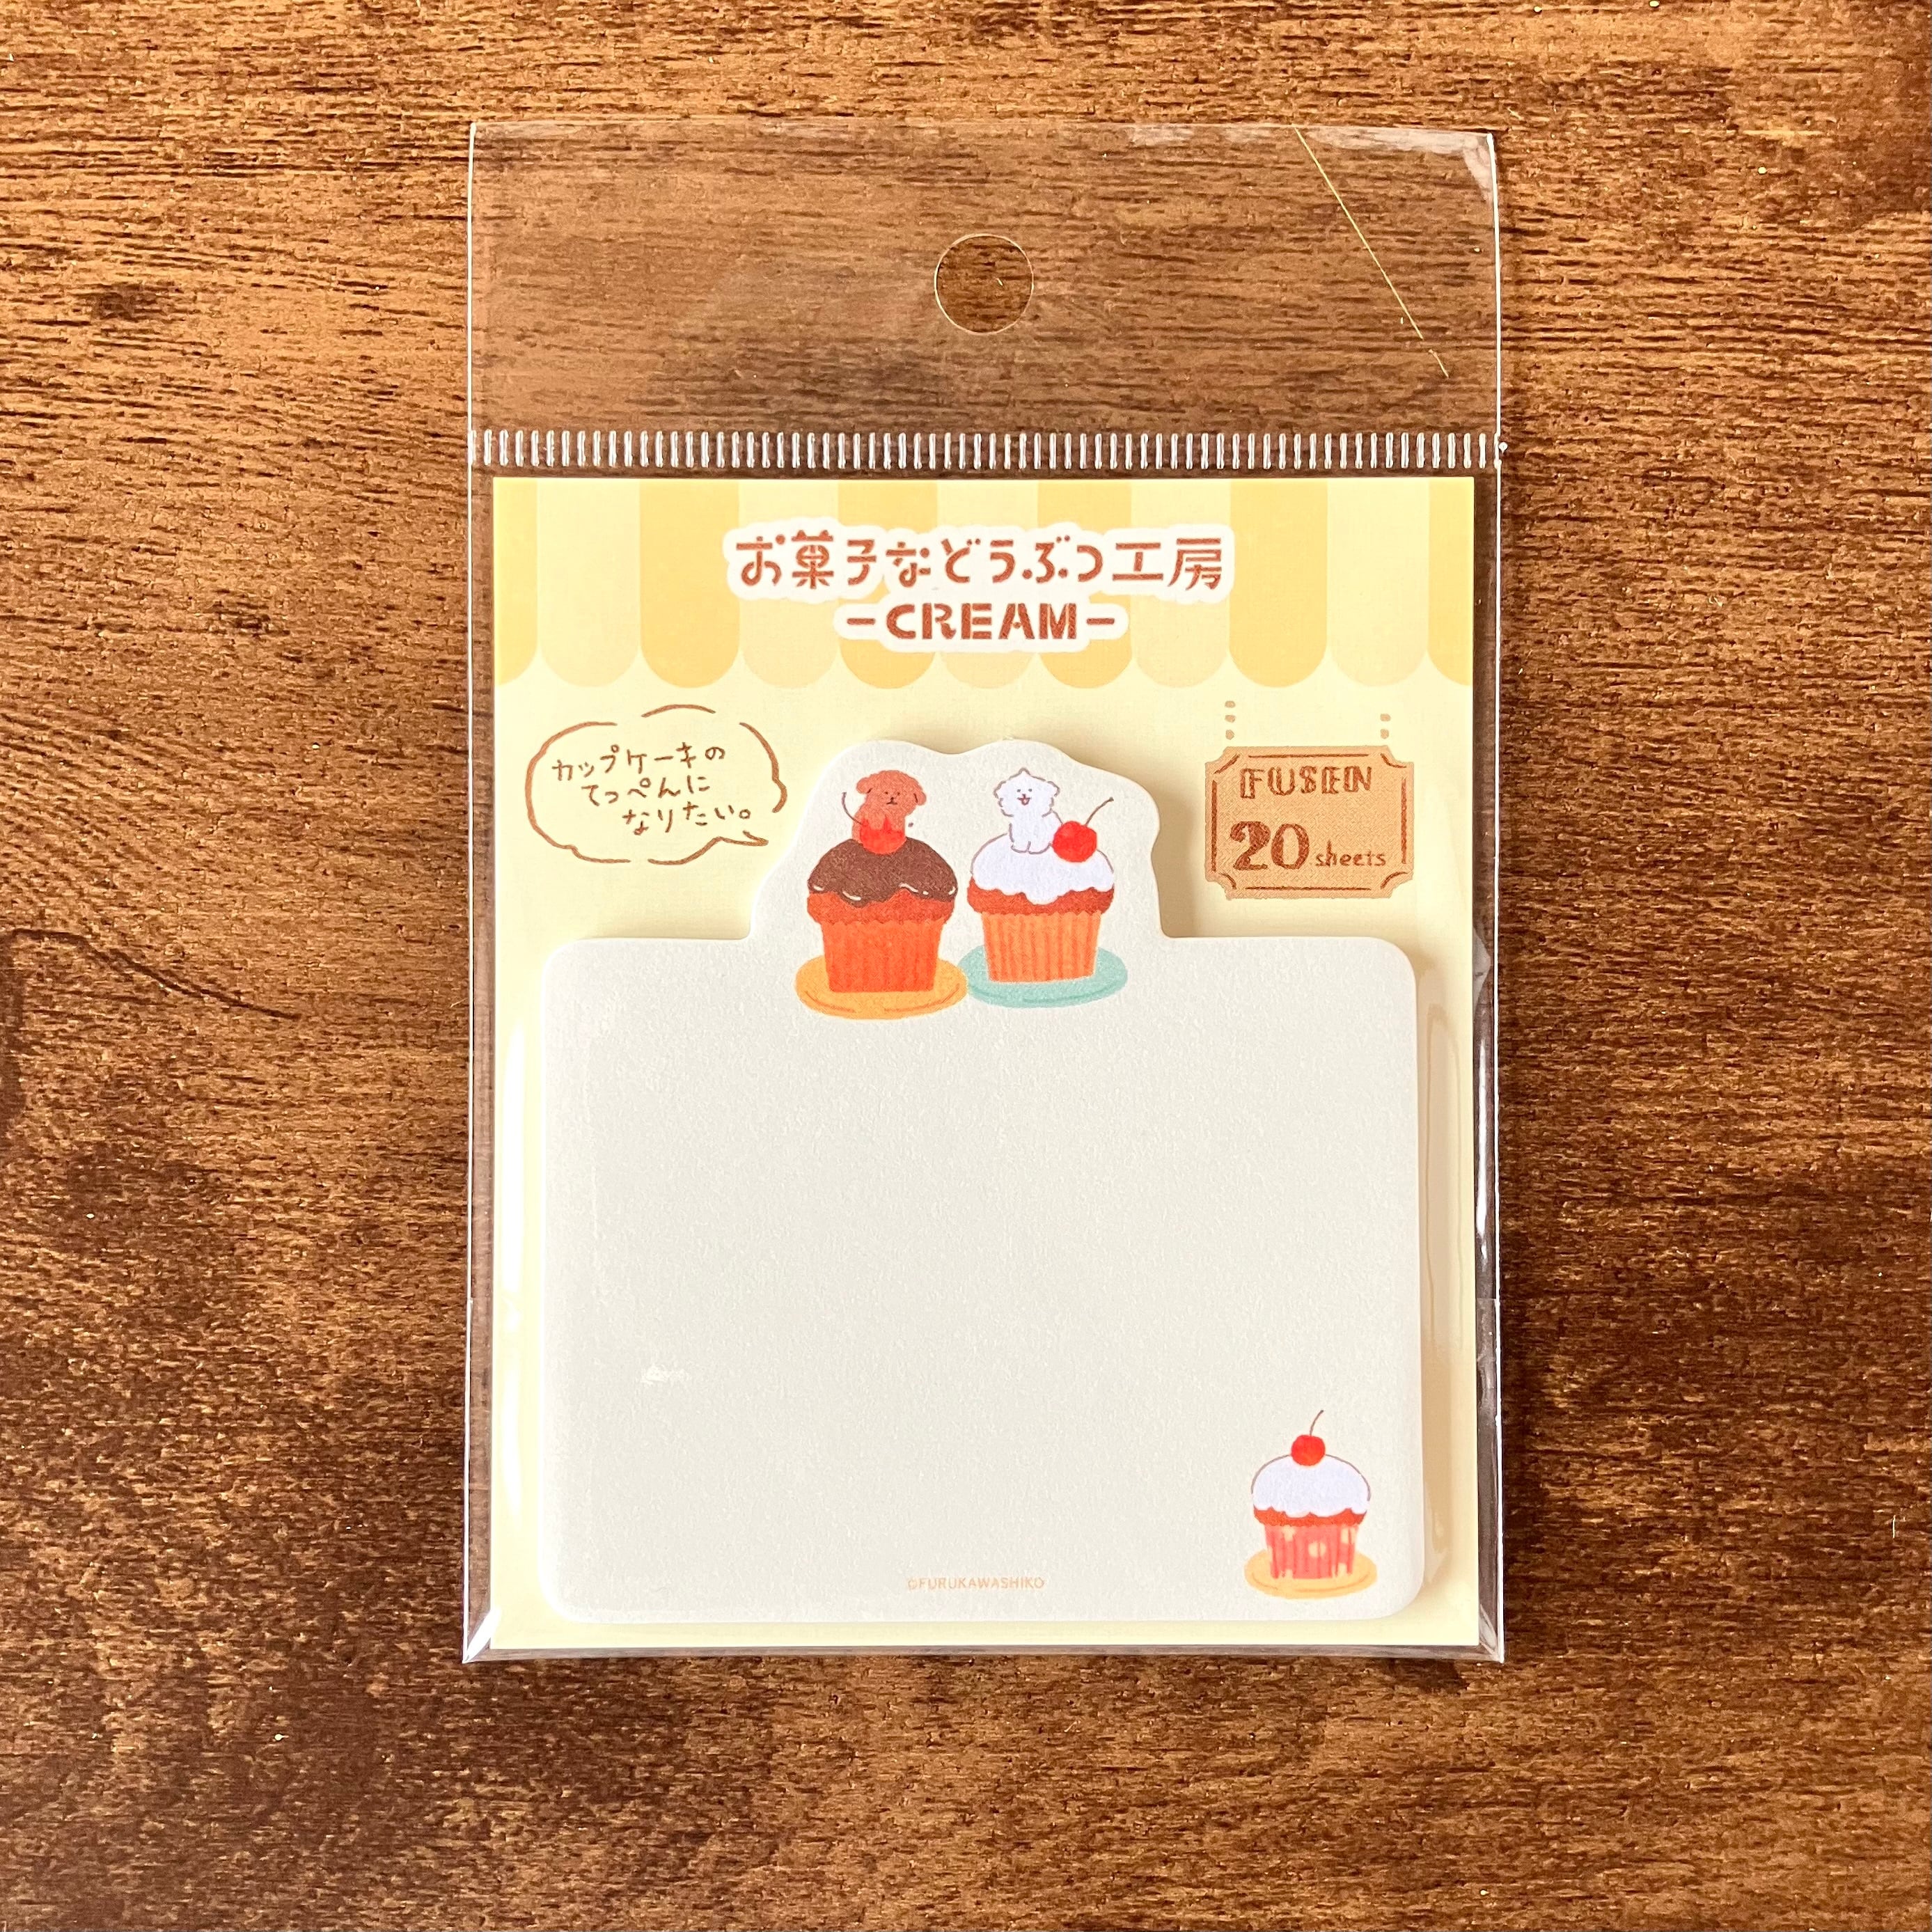 お菓子などうぶつ工房
-CREAM-
カップケーキの
てっぺんに
なりたい。
FUSEN
20 sheets
©FURUKAWASHIKO